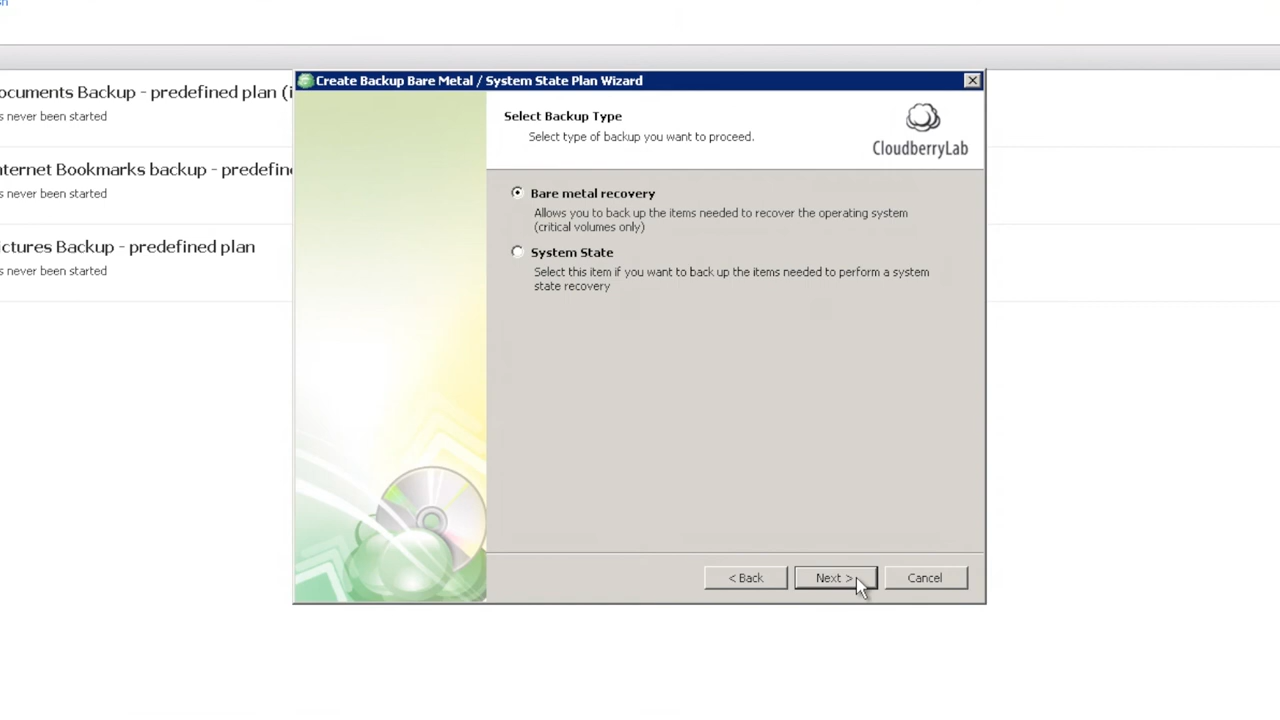 Create Backup Bare Metal / System State Plan Wizard
ocuments Backup - predefined plan (i
s never been started
nternet Bookmarks backup - predefin
s never been started
ictures Backup - predefined plan
s never been started
Select Backup Type
Select type of backup you want to proceed.
CloudberryLab
Bare metal recovery
Allows you to back up the items needed to recover the operating system
(critical volumes only)
System State
Select this item if you want to back up the items needed to perform a system
state recovery
< Back
Next >
Cancel